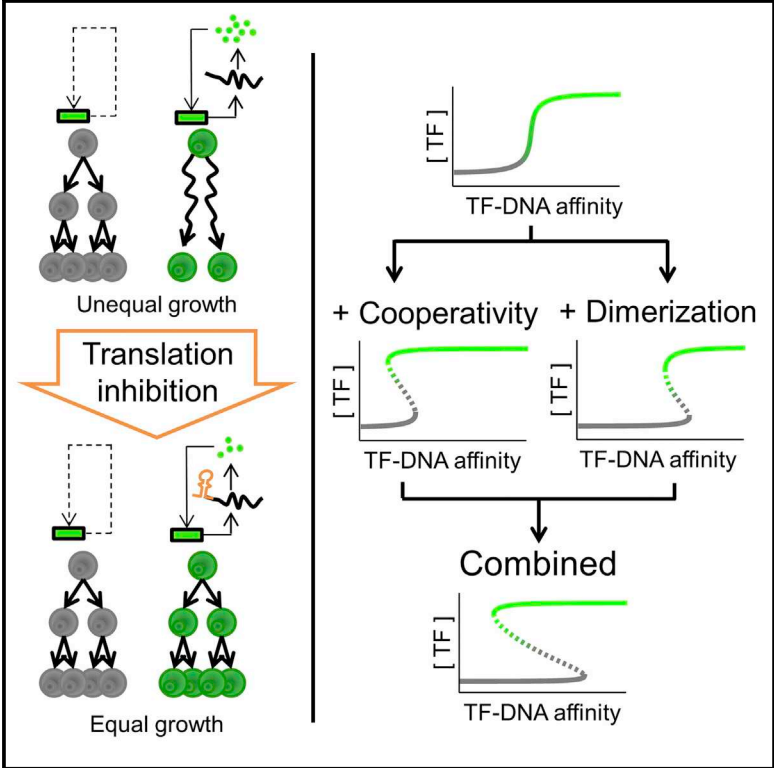 Unequal growth
Translation
inhibition
Equal growth
[ TF ]
TF-DNA affinity
+ Cooperativity
[ TF ]
TF-DNA affinity
+ Dimerization
[ TF ]
TF-DNA affinity
Combined
[ TF ]
TF-DNA affinity